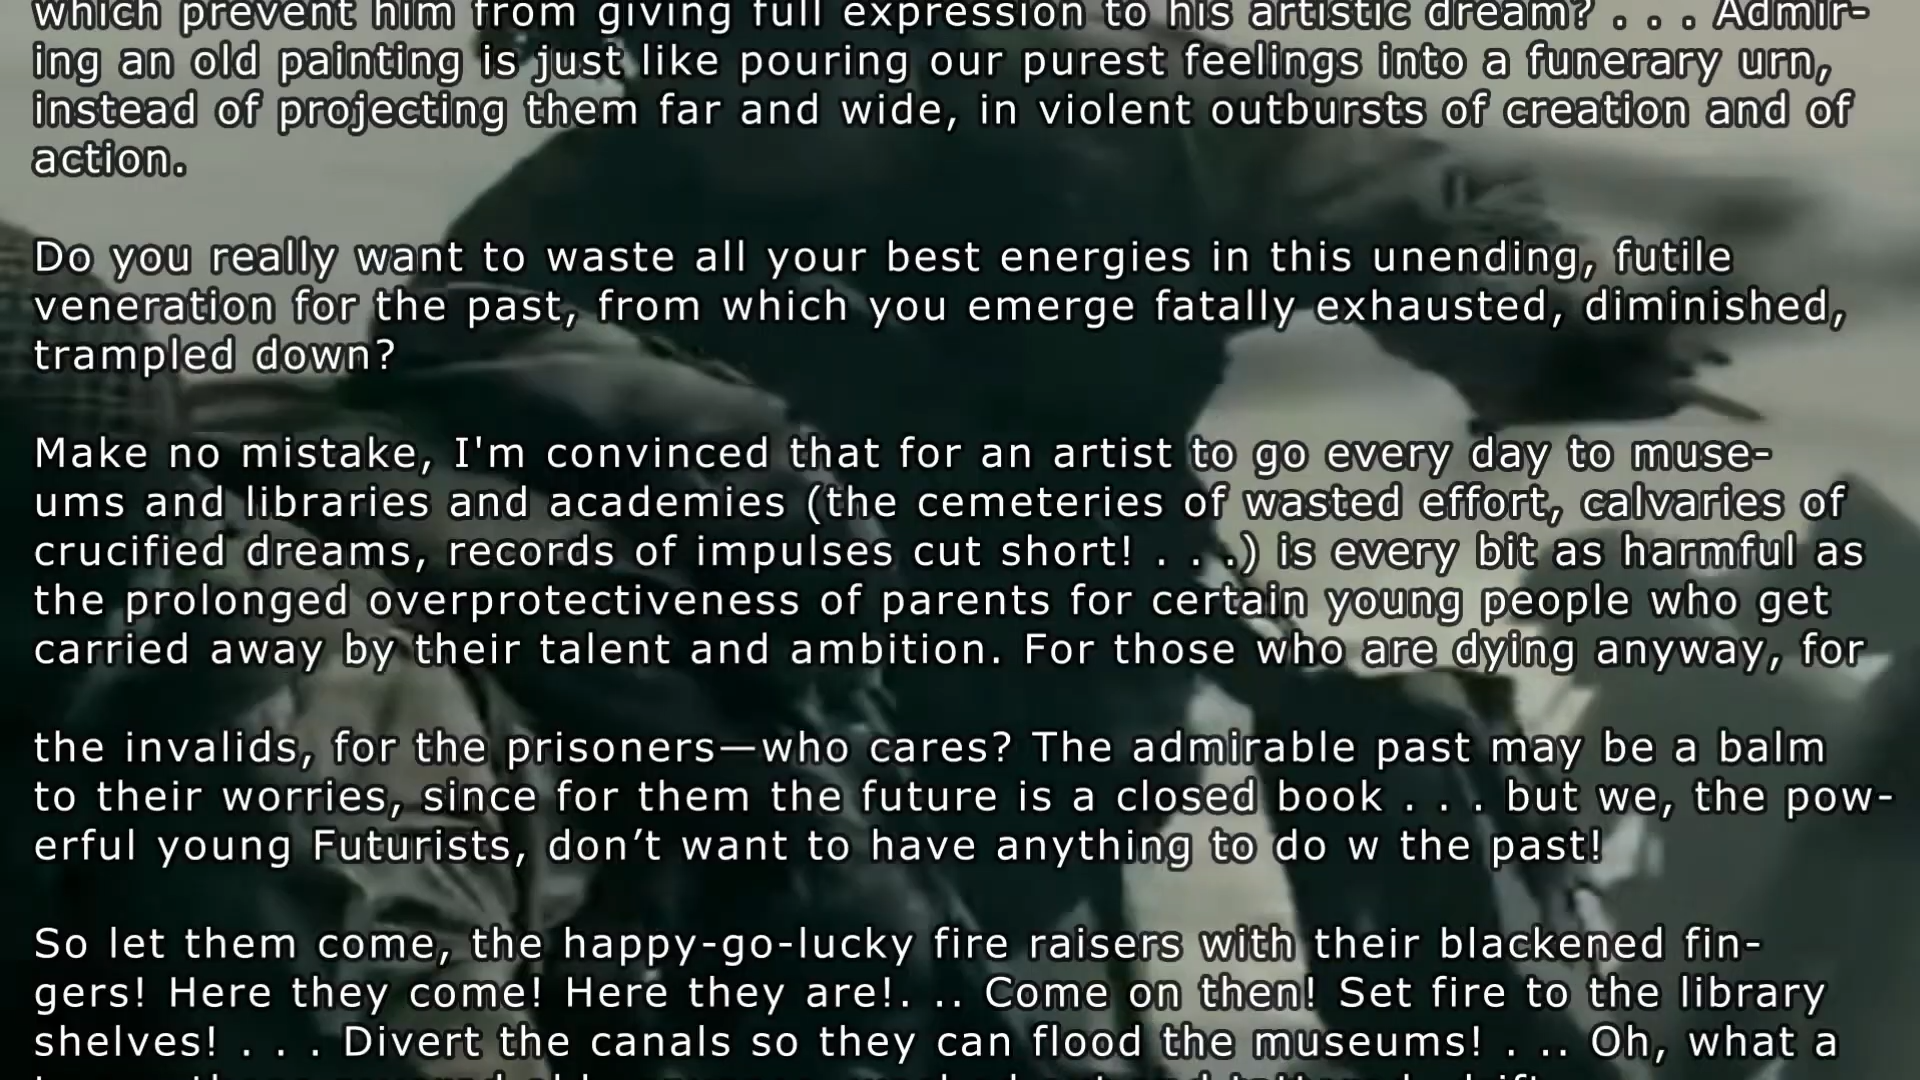 which prevent him from giving full expression to his artistic dream? . . . Admir-
ing an old painting is just like pouring our purest feelings into a funerary urn,
instead of projecting them far and wide, in violent outbursts of creation and of
action.
Do you really want to waste all your best energies in this unending, futile
veneration for the past, from which you emerge fatally exhausted, diminished,
trampled down?
Make no mistake, I'm convinced that for an artist to go every day to muse-
ums and libraries and academies (the cemeteries of wasted effort, calvaries of
crucified dreams, records of impulses cut short! . . .) is every bit as harmful as
the prolonged overprotectiveness of parents for certain young people who get
carried away by their talent and ambition. For those who are dying anyway, for
the invalids, for the prisoners—who cares? The admirable past may be a balm
to their worries, since for them the future is a closed book . . . but we, the pow-
erful young Futurists, don’t want to have anything to do w the past!
So let them come, the happy-go-lucky fire raisers with their blackened fin-
gers! Here they come! Here they are!. .. Come on then! Set fire to the library
shelves! . . . Divert the canals so they can flood the museums! . .. Oh, what a